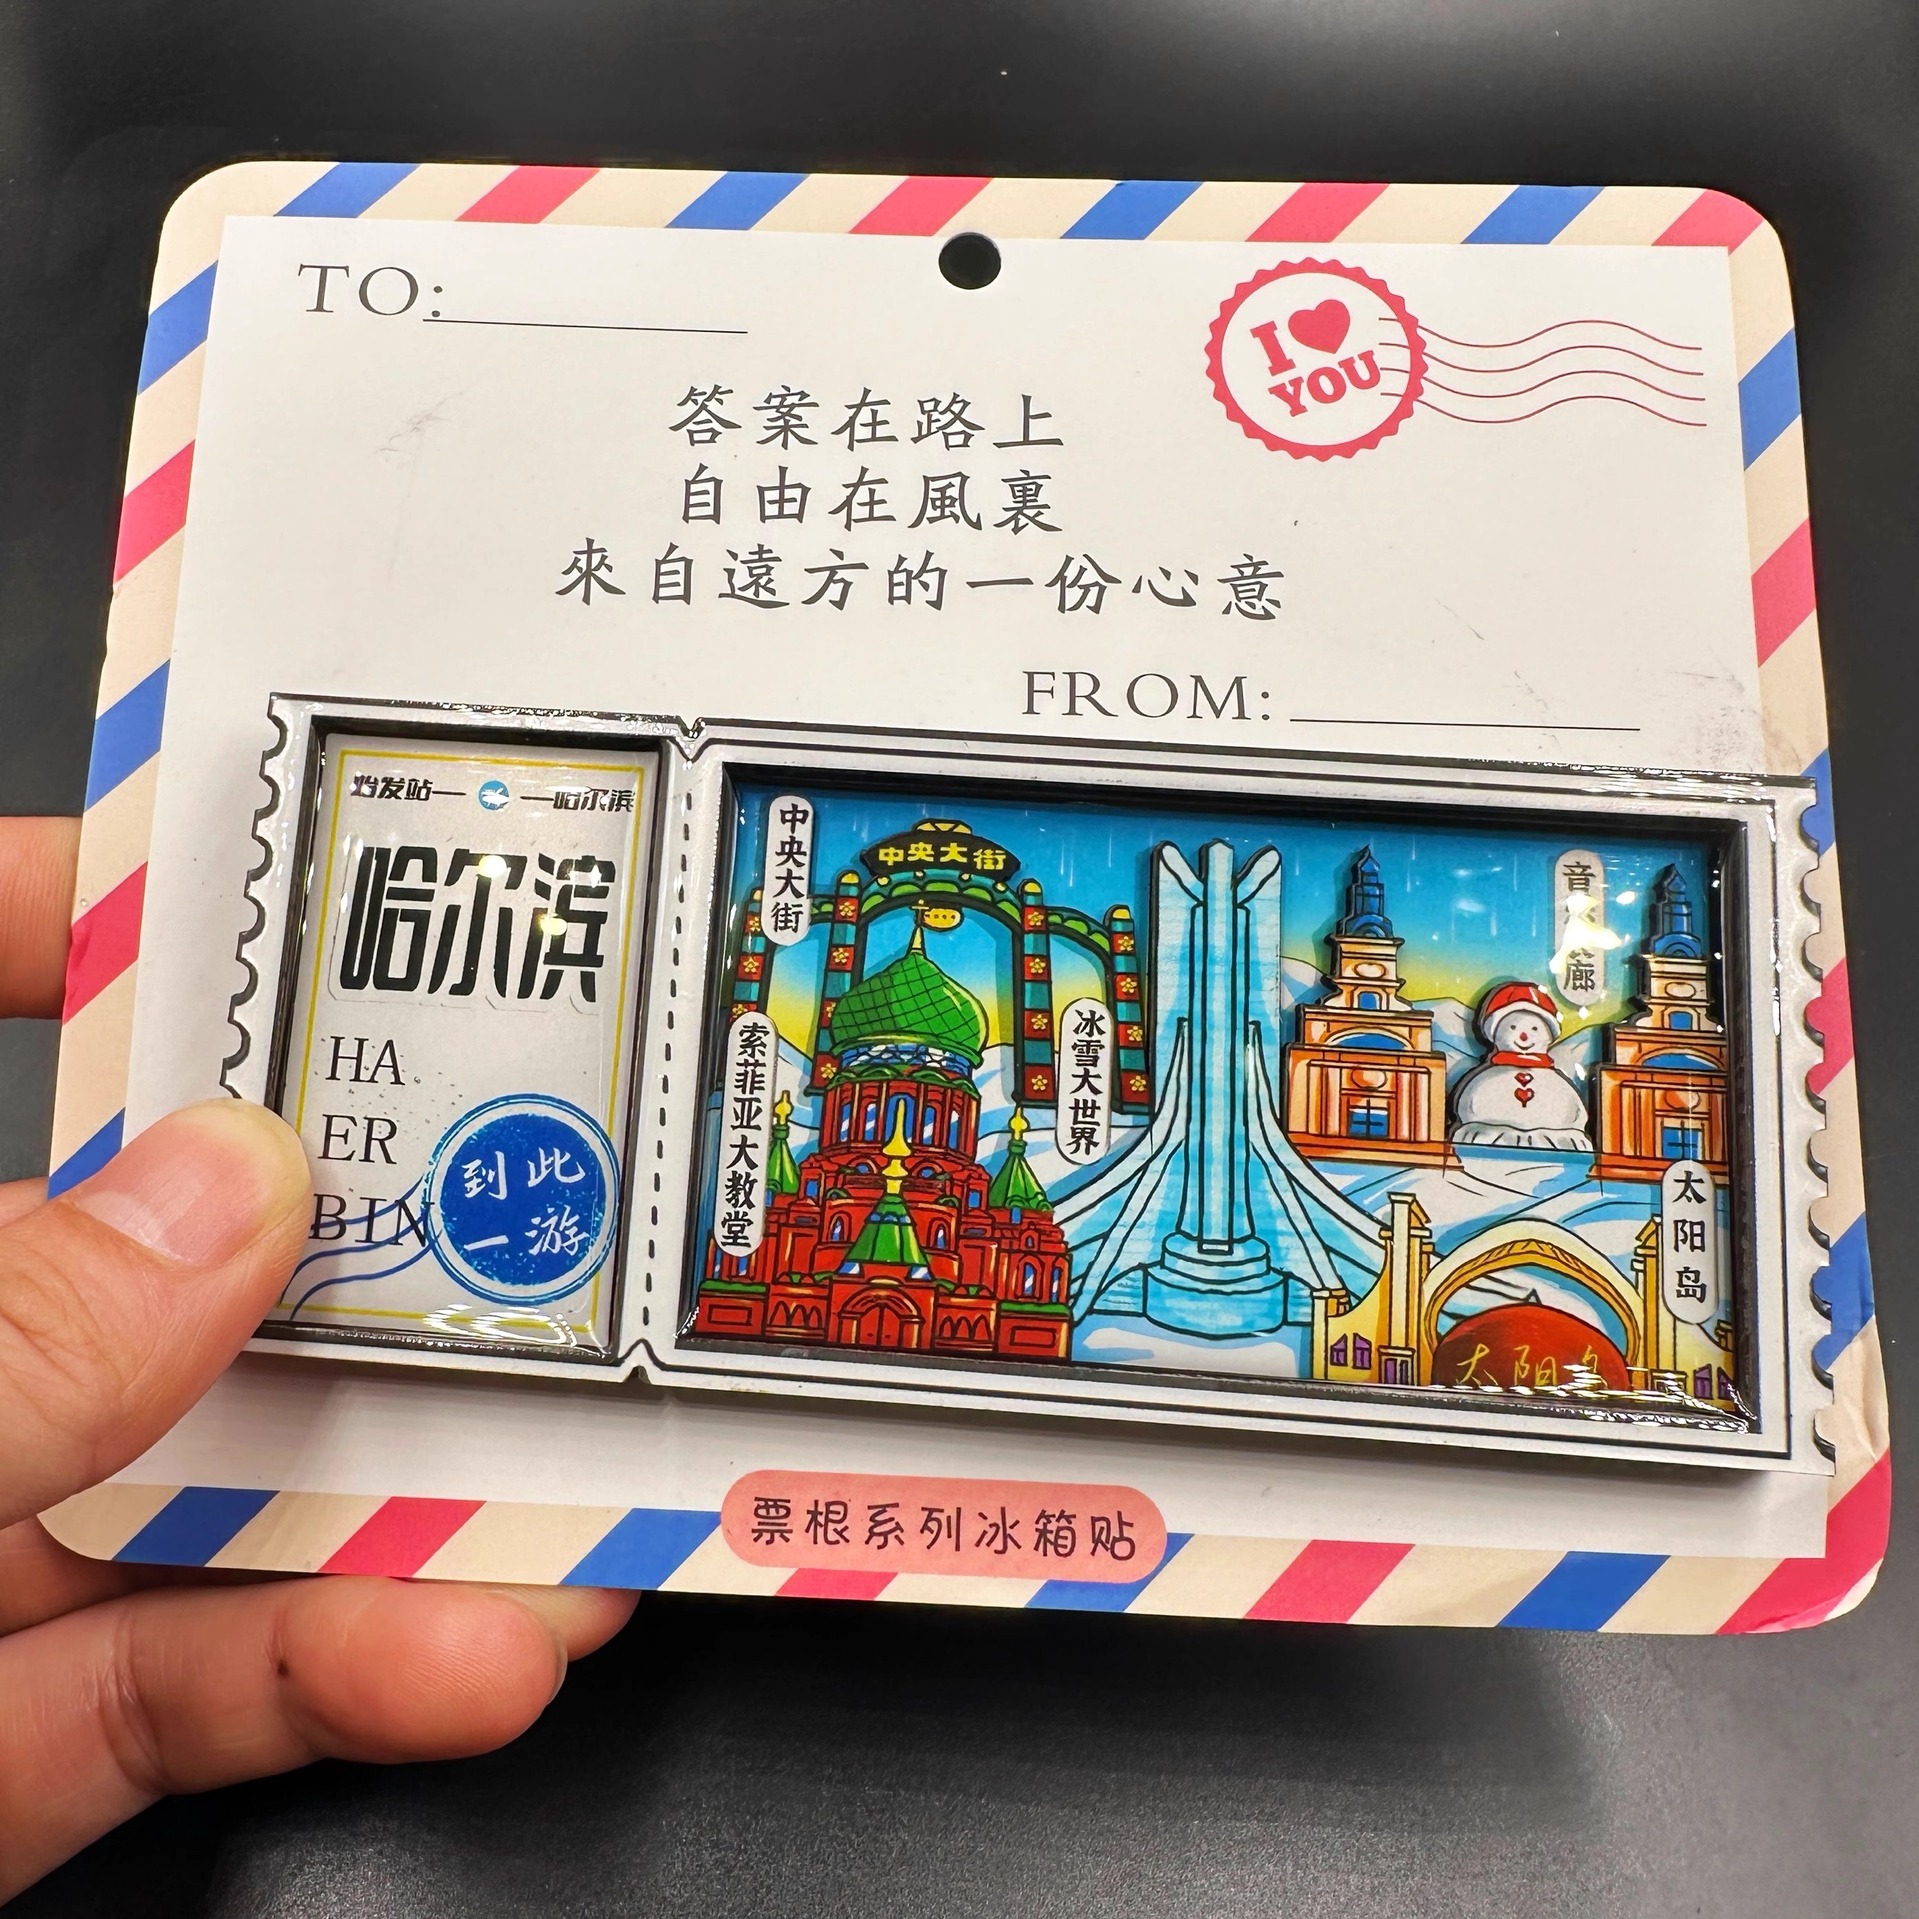 TO:
I ♥
YOU
答案在路上
自由在風裏
來自遠方的一份心意
FROM:
始发站— —哈尔滨
哈尔滨
HA
ER
BIN
到此
一游
中央大街
中央大街
索菲亚大教堂
冰雪大世界
音 廊
太阳岛
太阳岛
票根系列冰箱贴